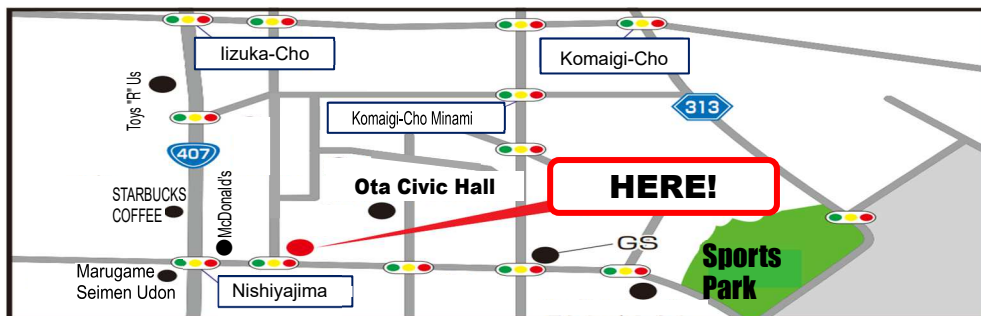 Iizuka-Cho
Komaigi-Cho
Toys "R" Us
313
Komaigi-Cho Minami
407
HERE!
Ota Civic Hall
STARBUCKS
COFFEE
McDonald's
GS
Sports
Park
Marugame
Seimen Udon
Nishiyajima